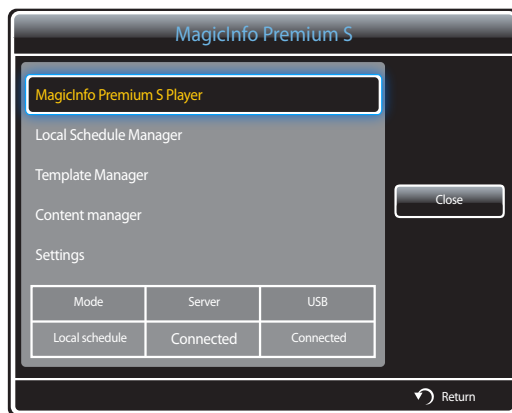 MagicInfo Premium S
MagicInfo Premium S Player
Local Schedule Manager
Template Manager
Content manager
Settings
Close
Mode Server USB
Local schedule Connected Connected
Return